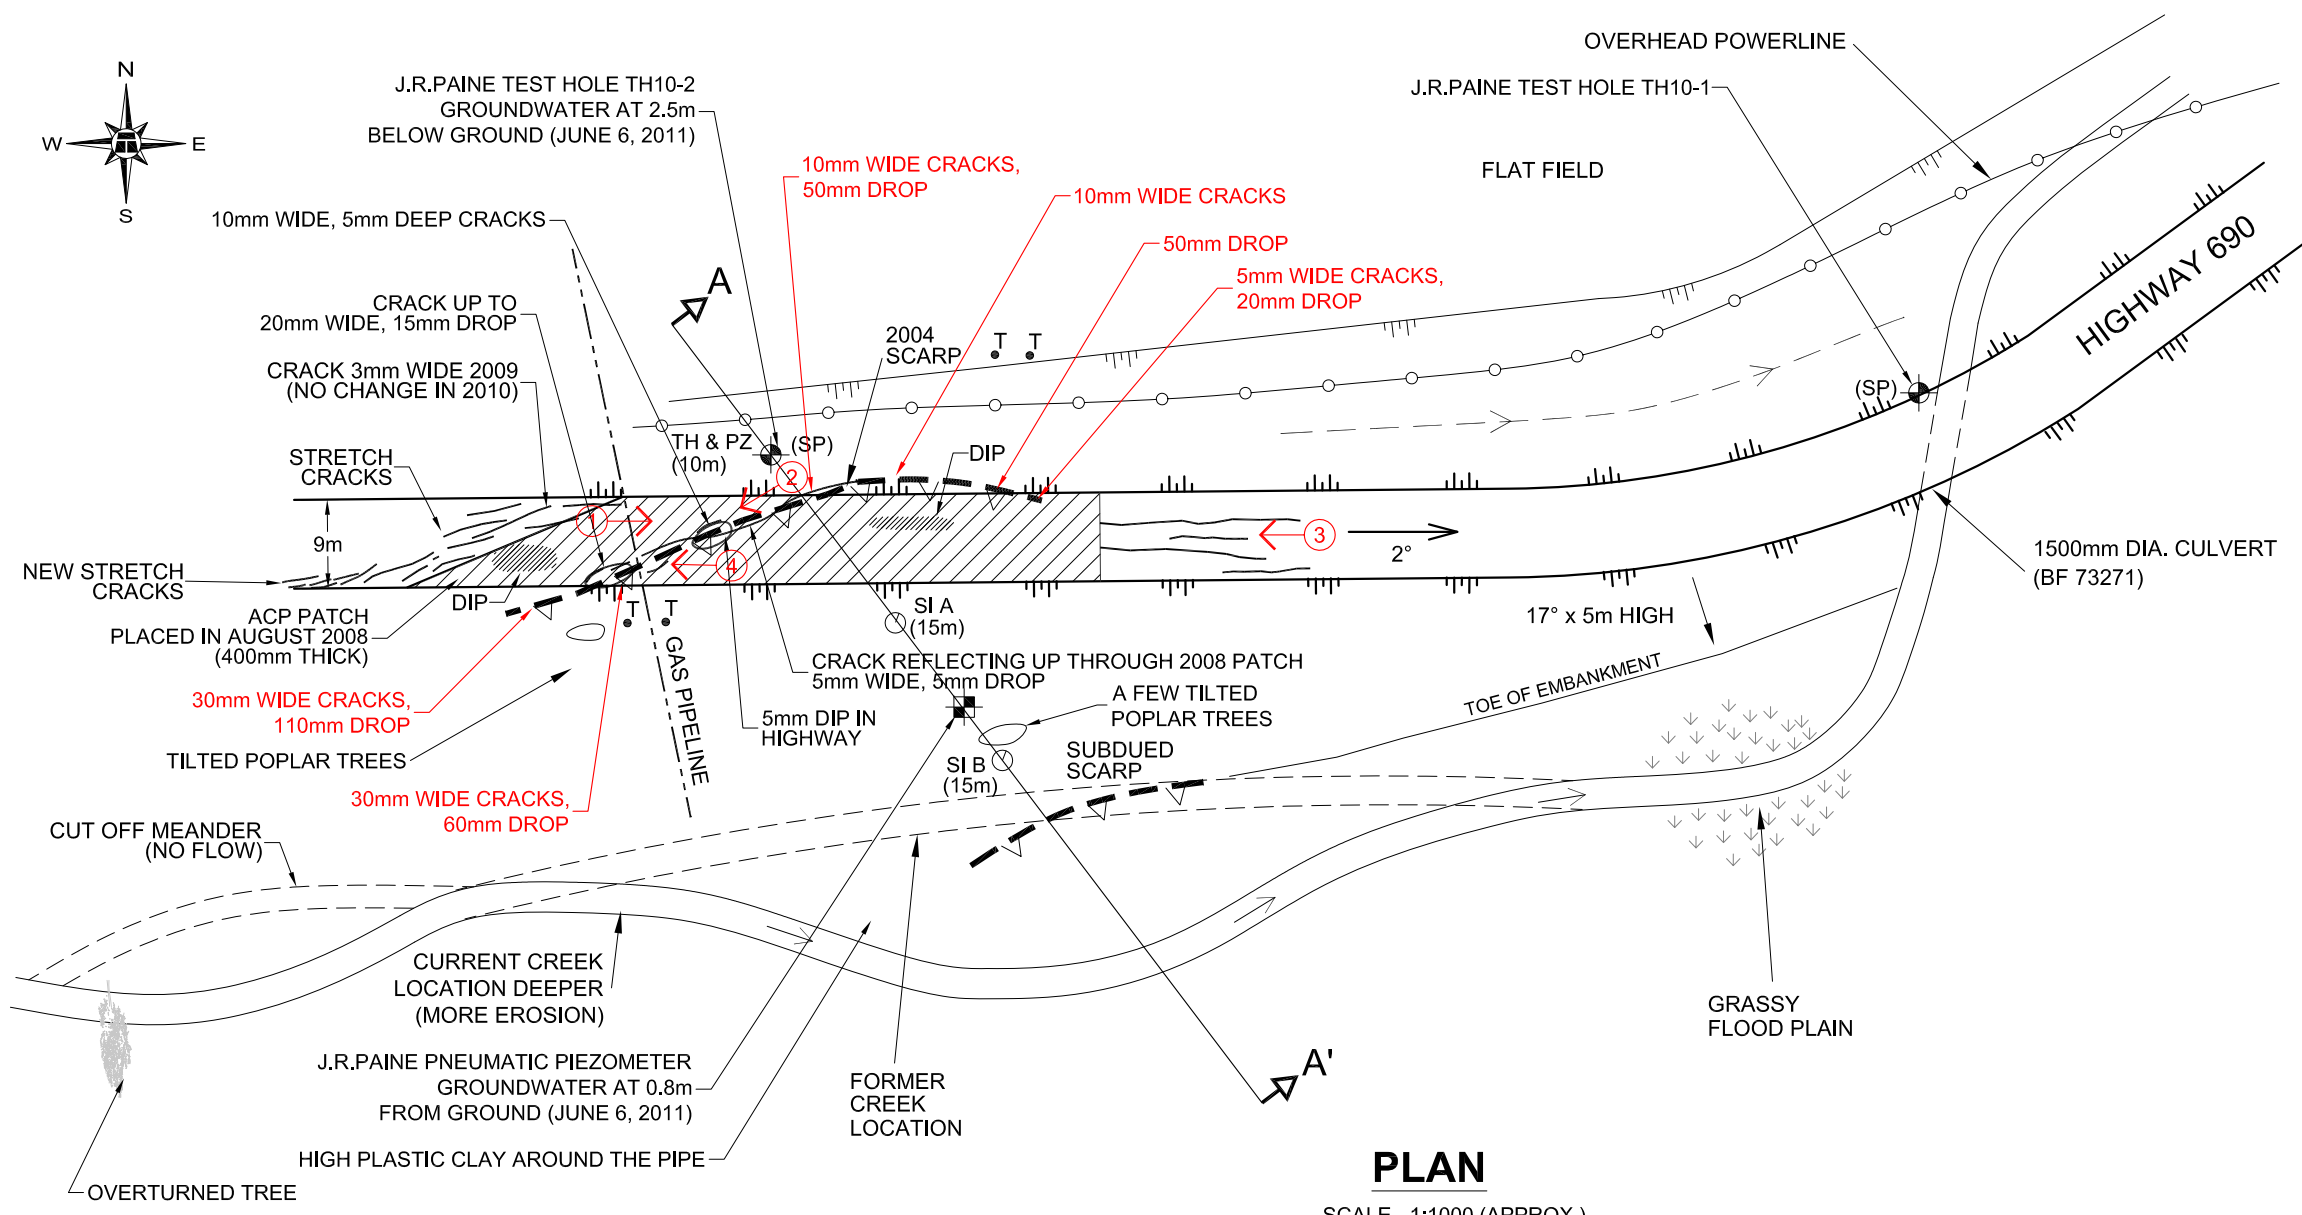 N
W
E
S
J.R.PAINE TEST HOLE TH10-2
GROUNDWATER AT 2.5m
BELOW GROUND (JUNE 6, 2011)
10mm WIDE CRACKS,
50mm DROP
10mm WIDE CRACKS
50mm DROP
5mm WIDE CRACKS,
20mm DROP
OVERHEAD POWERLINE
J.R.PAINE TEST HOLE TH10-1
FLAT FIELD
HIGHWAY 690
10mm WIDE, 5mm DEEP CRACKS
A
CRACK UP TO
20mm WIDE, 15mm DROP
2004
SCARP
T T
CRACK 3mm WIDE 2009
(NO CHANGE IN 2010)
(SP)
TH & PZ
(10m)
(SP)
DIP
STRETCH
CRACKS
2
1
3
4
9m
2°
NEW STRETCH
CRACKS
DIP
ACP PATCH
PLACED IN AUGUST 2008
(400mm THICK)
T T
GAS PIPELINE
SI A
(15m)
17° x 5m HIGH
1500mm DIA. CULVERT
(BF 73271)
CRACK REFLECTING UP THROUGH 2008 PATCH
5mm WIDE, 5mm DROP
TOE OF EMBANKMENT
30mm WIDE CRACKS,
110mm DROP
A FEW TILTED
POPLAR TREES
5mm DIP IN
HIGHWAY
TILTED POPLAR TREES
SUBDUED
SCARP
SI B
(15m)
30mm WIDE CRACKS,
60mm DROP
CUT OFF MEANDER
(NO FLOW)
CURRENT CREEK
LOCATION DEEPER
(MORE EROSION)
GRASSY
FLOOD PLAIN
J.R.PAINE PNEUMATIC PIEZOMETER
GROUNDWATER AT 0.8m
FROM GROUND (JUNE 6, 2011)
FORMER
CREEK
LOCATION
A'
HIGH PLASTIC CLAY AROUND THE PIPE
OVERTURNED TREE
PLAN
SCALE 1:1000 (APPROX.)